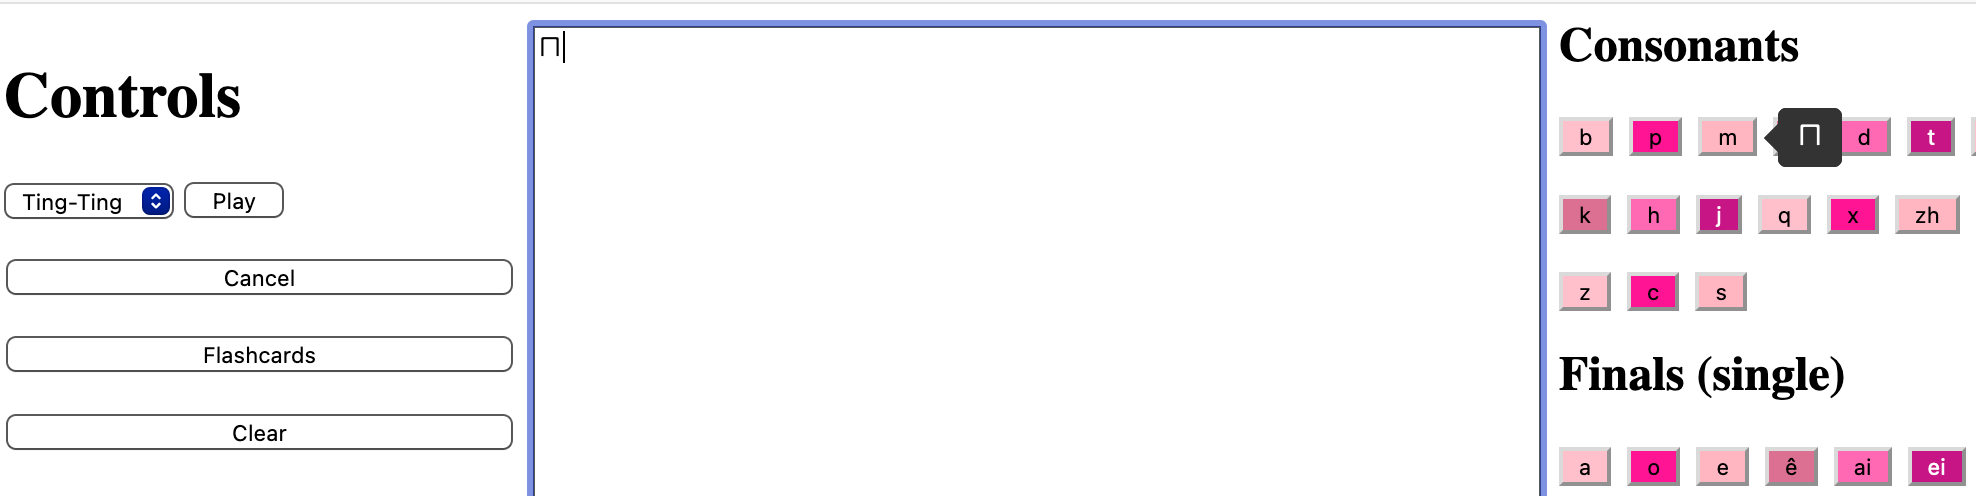 Controls
Ting-Ting Play
Cancel
Flashcards
Clear
ㄇ
Consonants
b p m ㄇ d t
k h j q x zh
z c s
Finals (single)
a o e ê ai ei